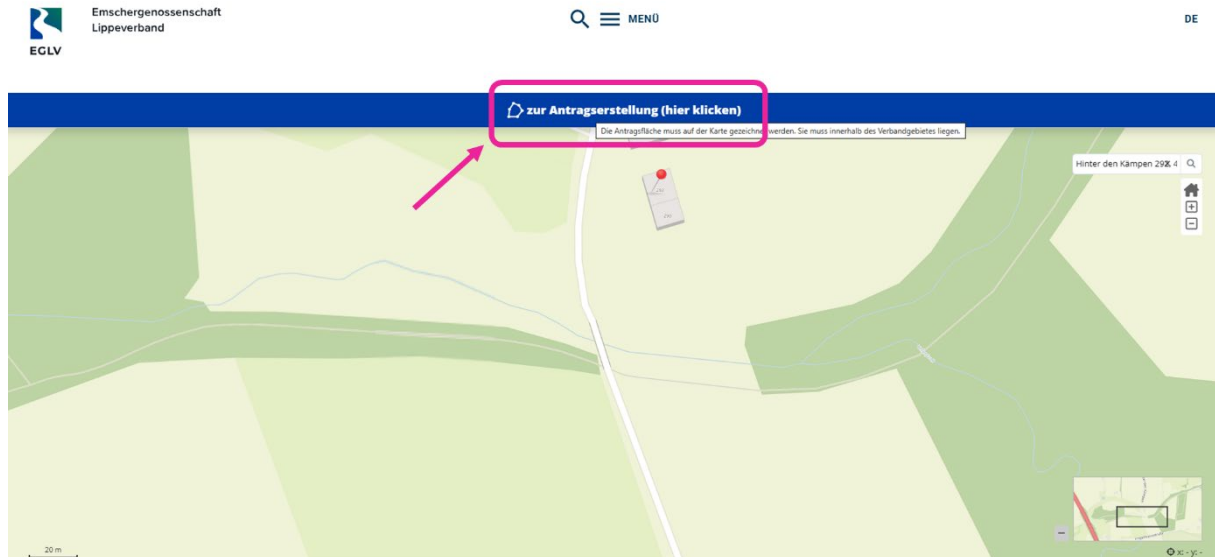 Emschergenossenschaft
Lippeverband
EGLV
MENÜ
DE
zur Antragserstellung (hier klicken)
Die Antragsfläche muss auf der Karte gezeichnet werden. Sie muss innerhalb des Verbandgebietes liegen.
Hinter den Kämpen 29
20 m
x: - y: -